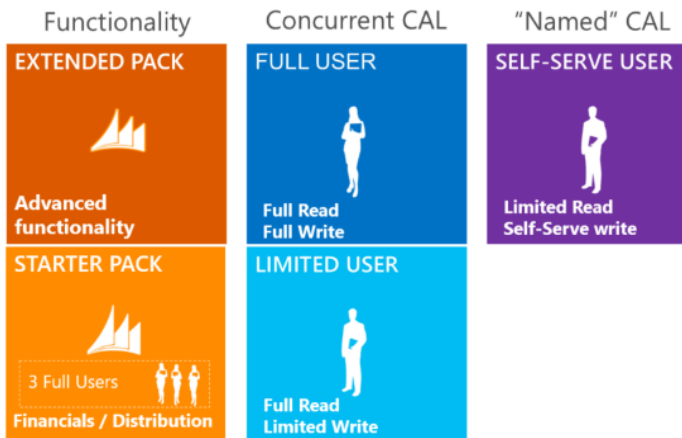 Functionality
Concurrent CAL
"Named" CAL
EXTENDED PACK
Advanced
functionality
FULL USER
Full Read
Full Write
SELF-SERVE USER
Limited Read
Self-Serve write
STARTER PACK
3 Full Users
Financials / Distribution
LIMITED USER
Full Read
Limited Write